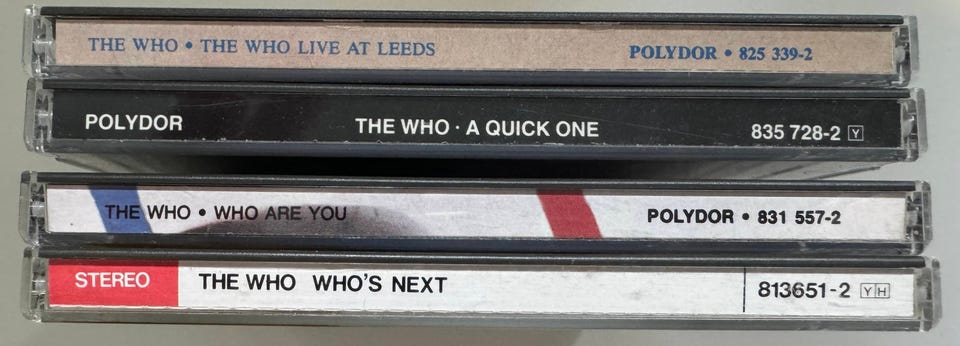 THE WHO • THE WHO LIVE AT LEEDS POLYDOR • 825 339-2
POLYDOR THE WHO · A QUICK ONE 835 728-2 Y
THE WHO • WHO ARE YOU POLYDOR • 831 557-2
STEREO THE WHO WHO'S NEXT 813651-2 YH